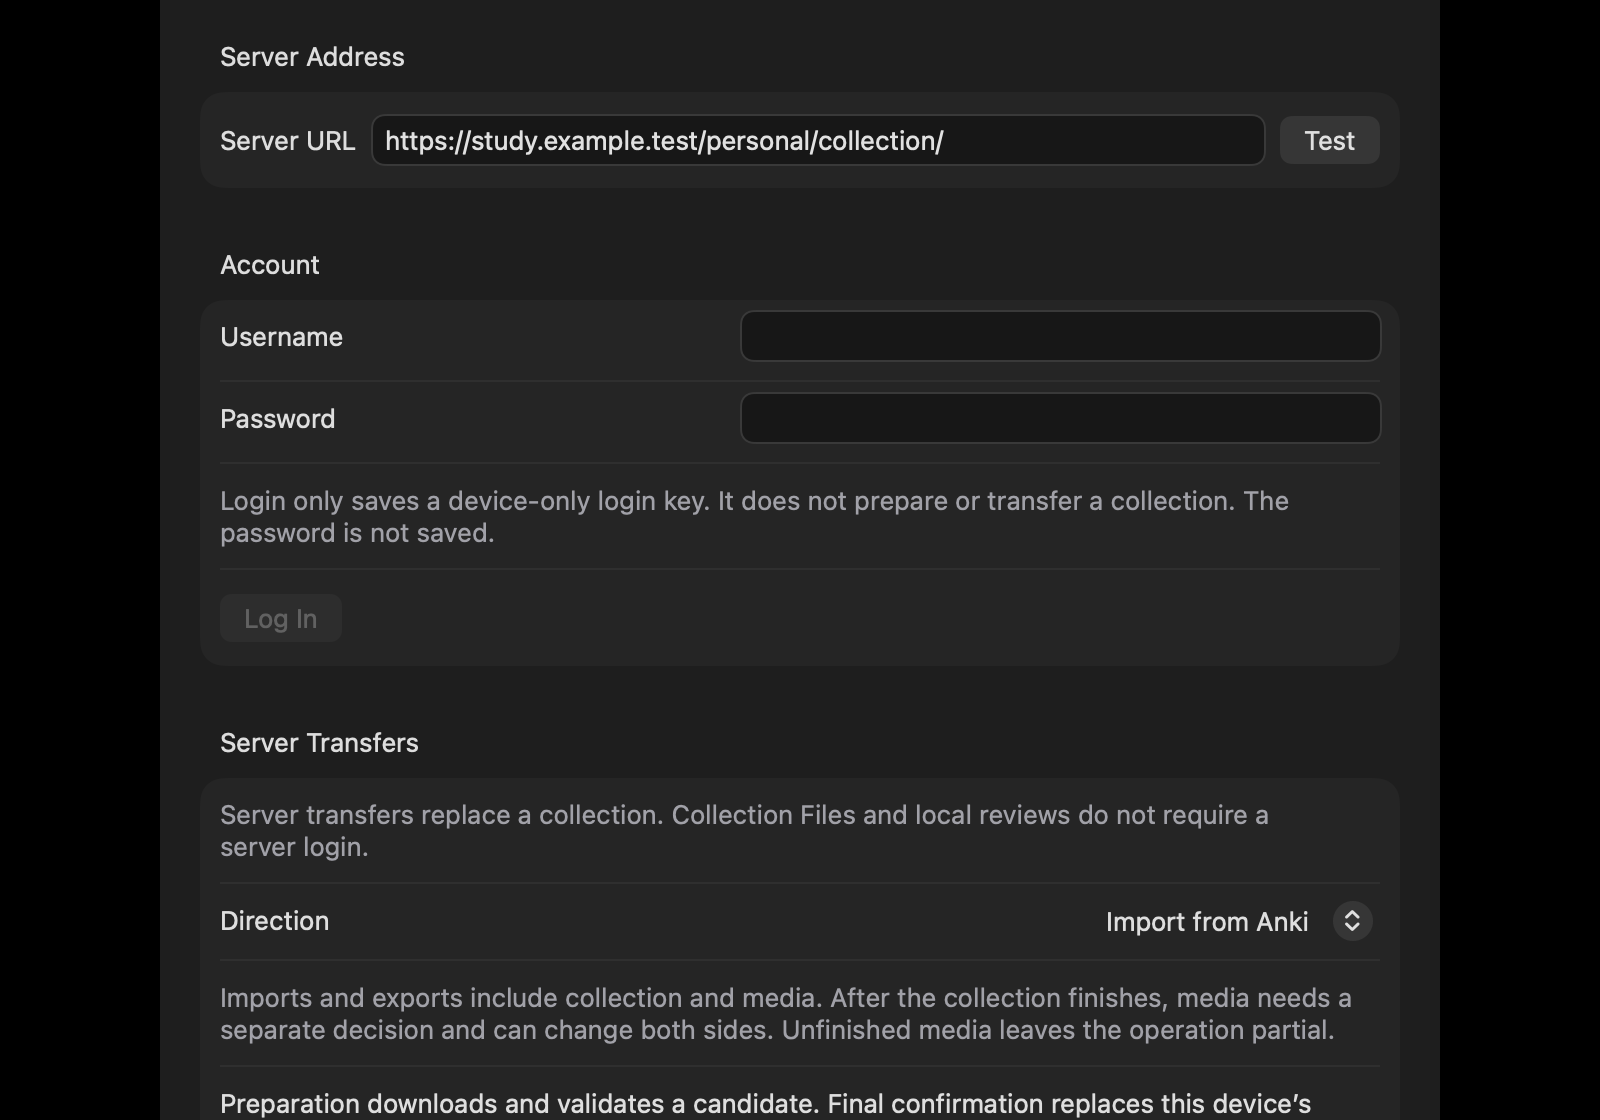 Server Address
Server URL https://study.example.test/personal/collection/ Test
Account
Username
Password
Login only saves a device-only login key. It does not prepare or transfer a collection. The
password is not saved.
Log In
Server Transfers
Server transfers replace a collection. Collection Files and local reviews do not require a
server login.
Direction Import from Anki
Imports and exports include collection and media. After the collection finishes, media needs a
separate decision and can change both sides. Unfinished media leaves the operation partial.
Preparation downloads and validates a candidate. Final confirmation replaces this device’s